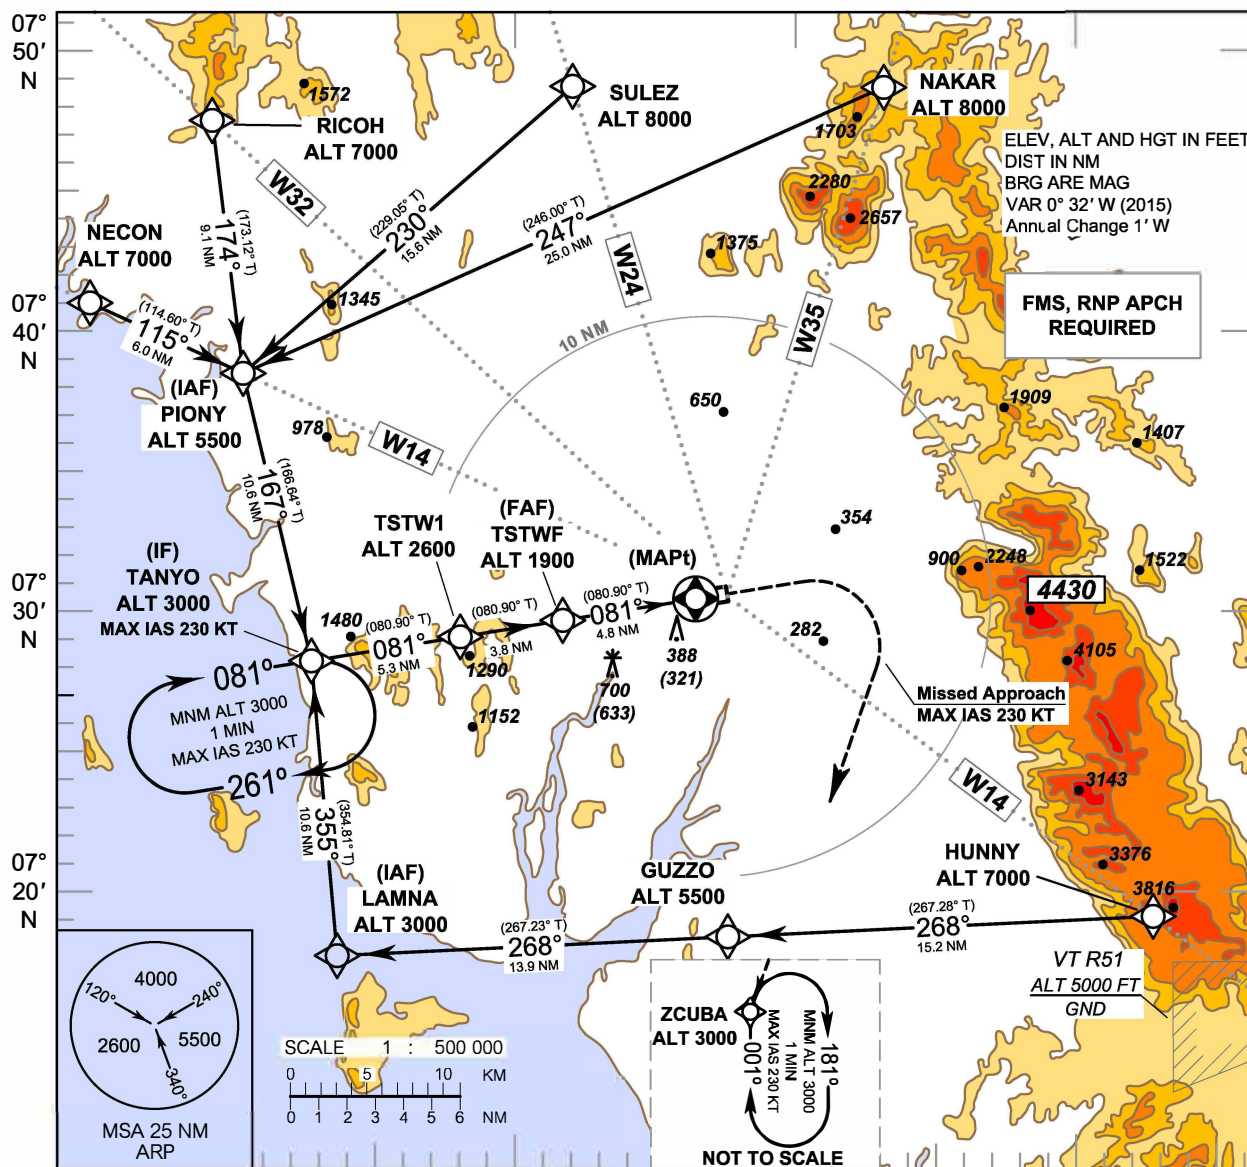 07°
50′
N
1572
RICOH
ALT 7000
SULEZ
ALT 8000
NAKAR
ALT 8000
1703
ELEV, ALT AND HGT IN FEET
DIST IN NM
BRG ARE MAG
VAR 0° 32′ W (2015)
Annual Change 1′ W
2280
2657
W32
NECON
ALT 7000
(173.12° T)
174°
9.1 NM
(229.05° T)
230°
15.6 NM
(246.00° T)
247°
25.0 NM
1375
W24
07°
40′
N
(114.60° T)
115°
6.0 NM
1345
10 NM
W35
FMS, RNP APCH
REQUIRED
(IAF)
PIONY
ALT 5500
978
W14
650
1909
1407
(166.64° T)
167°
10.6 NM
TSTW1
ALT 2600
(FAF)
TSTWF
ALT 1900
(MAPt)
354
900
2248
1522
07°
30′
N
(IF)
TANYO
ALT 3000
MAX IAS 230 KT
4430
1480
(080.90° T)
081°
5.3 NM
(080.90° T)
3.8 NM
(080.90° T)
081°
4.8 NM
1290
388
(321)
282
4105
700
(633)
081°
MNM ALT 3000
1 MIN
MAX IAS 230 KT
261°
1152
Missed Approach
MAX IAS 230 KT
W14
3143
(354.81° T)
355°
10.6 NM
07°
20′
N
(IAF)
LAMNA
ALT 3000
GUZZO
ALT 5500
HUNNY
ALT 7000
3376
3816
(267.23° T)
268°
13.9 NM
(267.28° T)
268°
15.2 NM
VT R51
ALT 5000 FT
GND
4000
120°
240°
2600
5500
340°
MSA 25 NM
ARP
SCALE 1 : 500 000
0 5 10 KM
0 1 2 3 4 5 6 NM
ZCUBA
ALT 3000
001°
MAX IAS 230 KT
1 MIN
MNM ALT 3000
181°
NOT TO SCALE